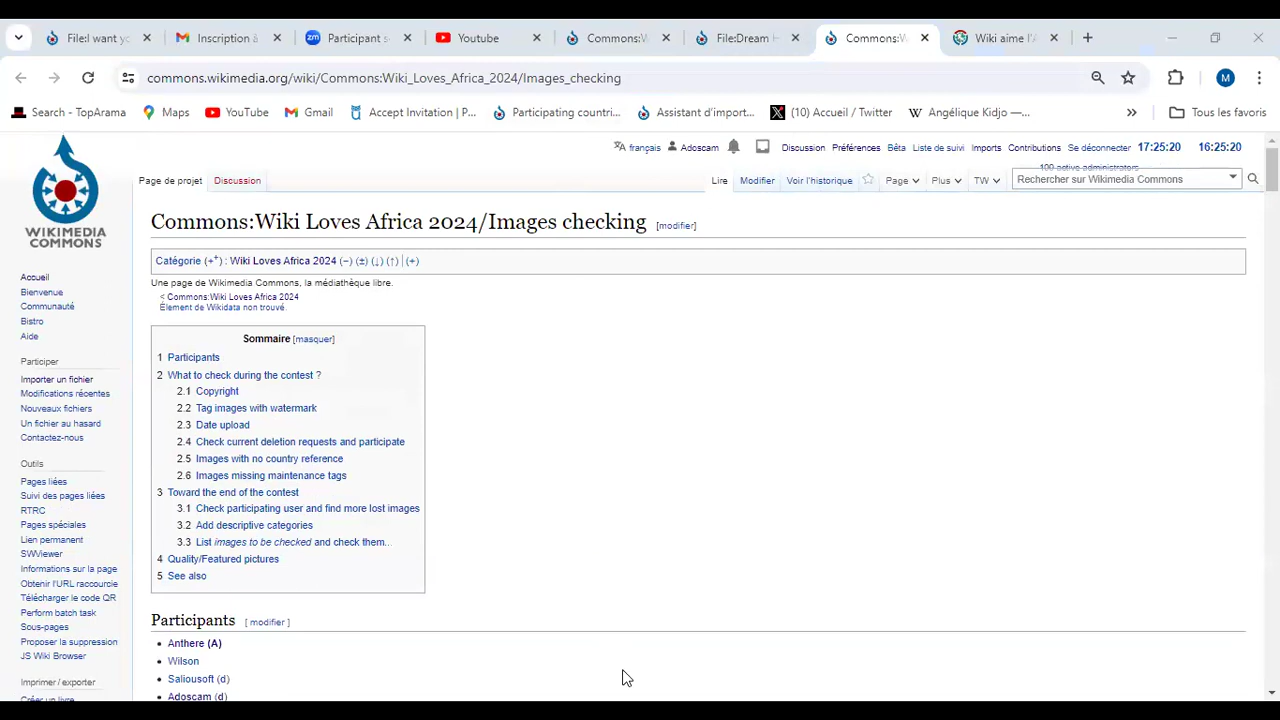 File:I want yo
Inscription à
Participant s
Youtube
Commons:W
File:Dream H
Commons:W
Wiki aime l'A
commons.wikimedia.org/wiki/Commons:Wiki_Loves_Africa_2024/Images_checking
M
Search - TopArama
Maps
YouTube
Gmail
Accept Invitation | P...
Participating countri...
Assistant d'import...
(10) Accueil / Twitter
Angélique Kidjo —...
»
Tous les favoris
français
Adoscam
Discussion
Préférences
Bêta
Liste de suivi
Imports
Contributions
Se déconnecter
17:25:20
16:25:20
100 active administrators
Page de projet
Discussion
Lire
Modifier
Voir l'historique
Page
Plus
TW
Rechercher sur Wikimedia Commons
WIKIMEDIA
COMMONS
Commons:Wiki Loves Africa 2024/Images checking [modifier]
Catégorie (+⁺) : Wiki Loves Africa 2024 (−) (±) (↓) (↑) | (+)
Une page de Wikimedia Commons, la médiathèque libre.
< Commons:Wiki Loves Africa 2024
Élement de Wikidata non trouvé.
Accueil
Bienvenue
Communauté
Bistro
Aide
Participer
Importer un fichier
Modifications récentes
Nouveaux fichiers
Un fichier au hasard
Contactez-nous
Outils
Pages liées
Suivi des pages liées
RTRC
Pages spéciales
Lien permanent
SWViewer
Informations sur la page
Obtenir l'URL raccourcie
Télécharger le code QR
Perform batch task
Sous-pages
Proposer la suppression
JS Wiki Browser
Imprimer / exporter
Créer un livre
Sommaire [masquer]
1 Participants
2 What to check during the contest ?
2.1 Copyright
2.2 Tag images with watermark
2.3 Date upload
2.4 Check current deletion requests and participate
2.5 Images with no country reference
2.6 Images missing maintenance tags
3 Toward the end of the contest
3.1 Check participating user and find more lost images
3.2 Add descriptive categories
3.3 List images to be checked and check them...
4 Quality/Featured pictures
5 See also
Participants [ modifier ]
Anthere (A)
Wilson
Saliousoft (d)
Adoscam (d)